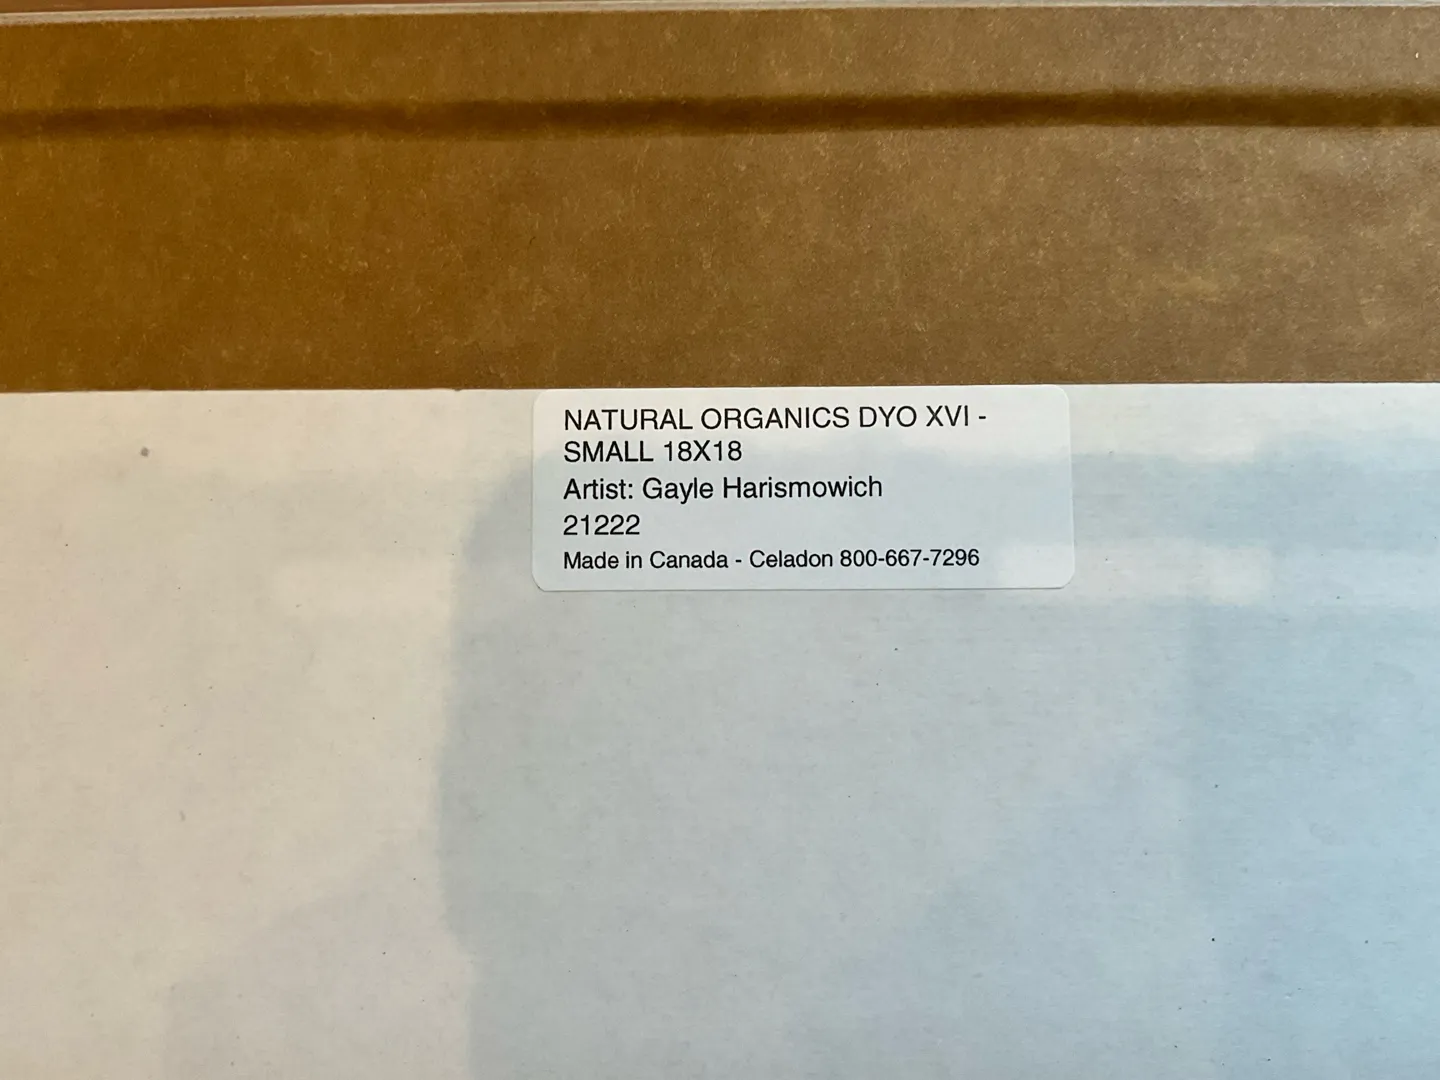 NATURAL ORGANICS DYO XVI -
SMALL 18X18
Artist: Gayle Harismowich
21222
Made in Canada - Celadon 800-667-7296